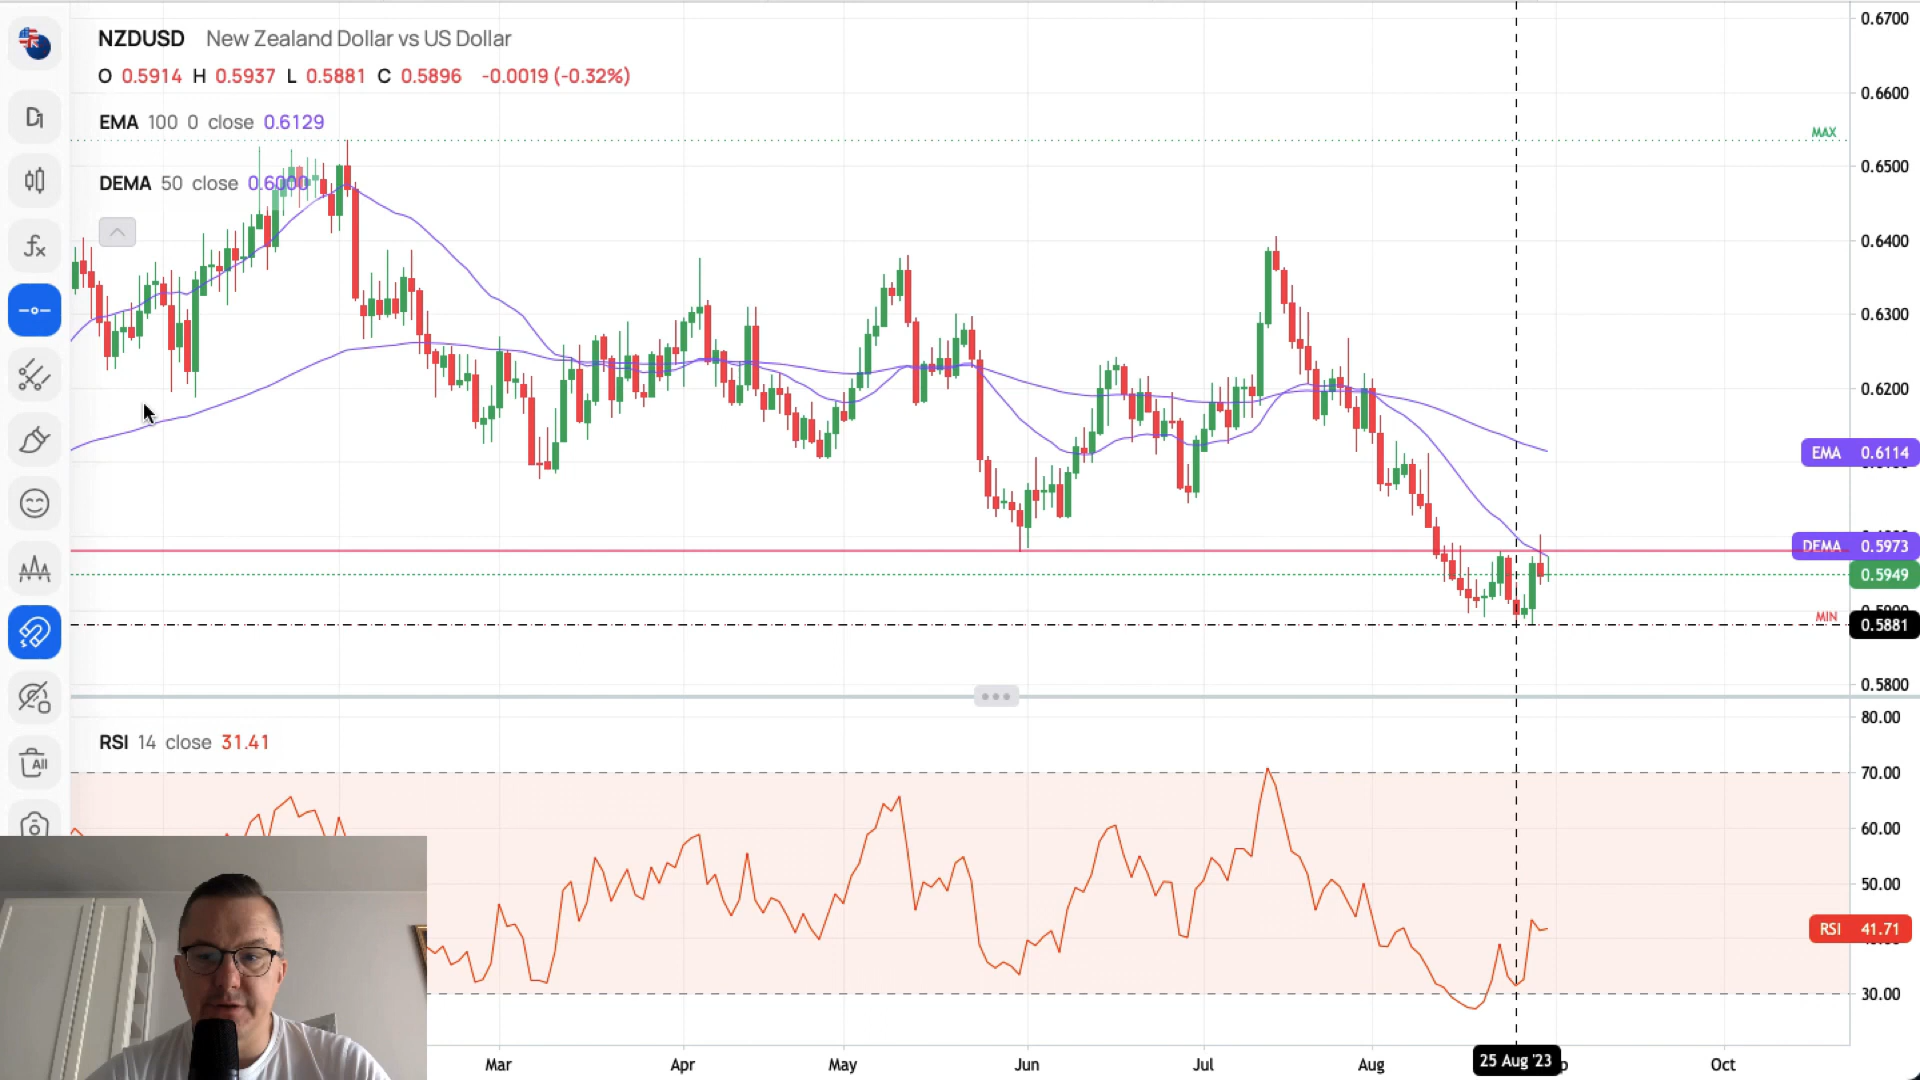 NZDUSD New Zealand Dollar vs US Dollar
O 0.5914 H 0.5937 L 0.5881 C 0.5896 -0.0019 (-0.32%)
EMA 100 0 close 0.6129
DEMA 50 close 0.6000
0.6700
0.6600
MAX
0.6500
0.6400
0.6300
0.6200
EMA 0.6114
DEMA 0.5973
0.5949
MIN
0.5881
0.5800
D1
fx
All
RSI 14 close 31.41
80.00
70.00
60.00
50.00
RSI 41.71
30.00
Mar Apr May Jun Jul Aug 25 Aug '23 Oct